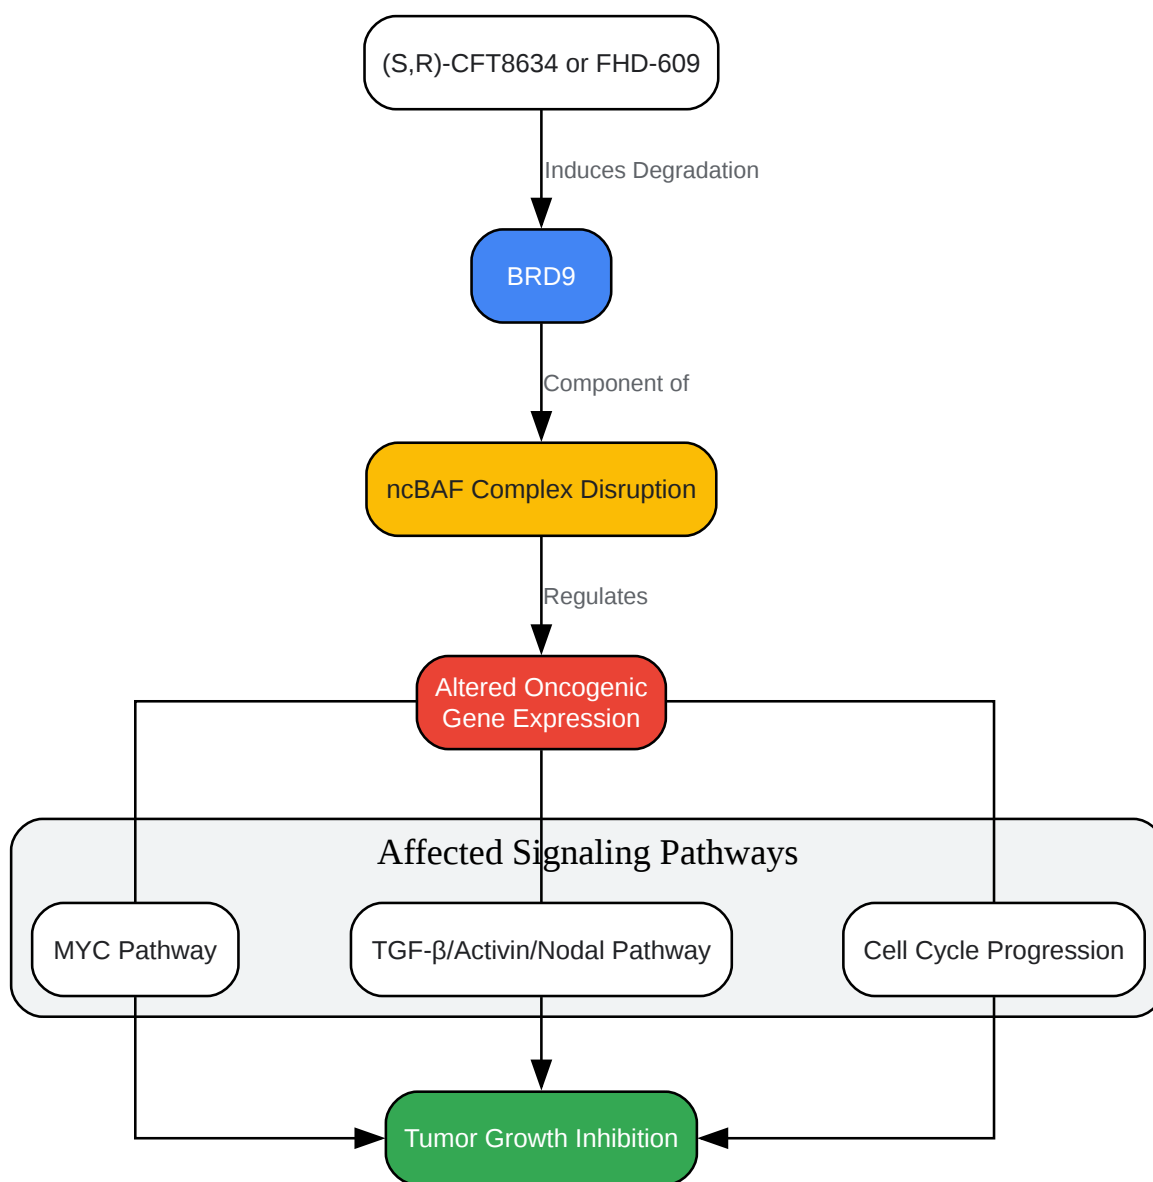 (S,R)-CFT8634 or FHD-609
Induces Degradation
BRD9
Component of
ncBAF Complex Disruption
Regulates
Altered Oncogenic
Gene Expression
Affected Signaling Pathways
MYC Pathway
TGF-β/Activin/Nodal Pathway
Cell Cycle Progression
Tumor Growth Inhibition